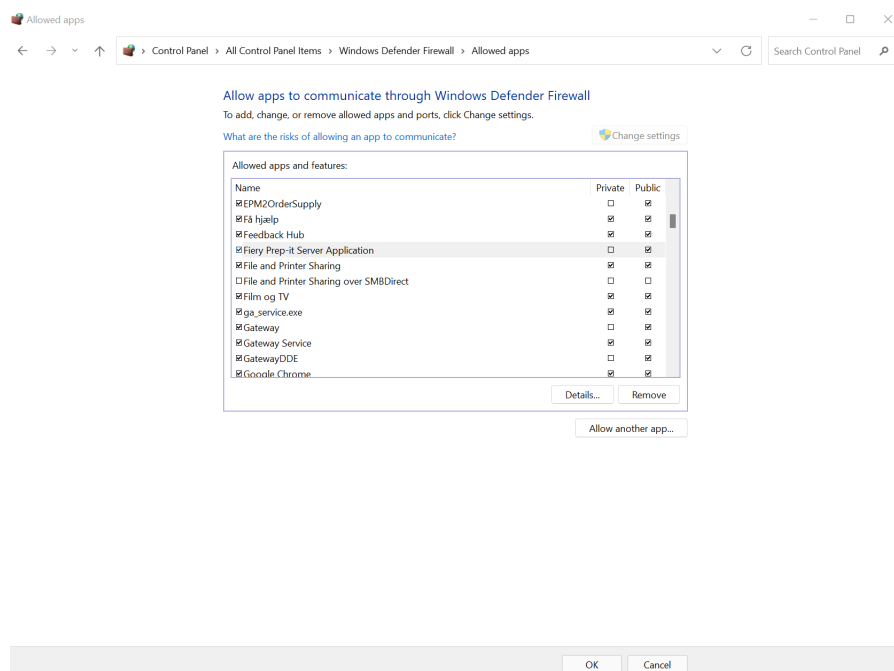 Allowed apps
Control Panel > All Control Panel Items > Windows Defender Firewall > Allowed apps
Search Control Panel
Allow apps to communicate through Windows Defender Firewall
To add, change, or remove allowed apps and ports, click Change settings.
What are the risks of allowing an app to communicate?
Change settings
Allowed apps and features:
Name Private Public
EPM2OrderSupply
Få hjælp
Feedback Hub
Fiery Prep-it Server Application
File and Printer Sharing
File and Printer Sharing over SMBDirect
Film og TV
ga_service.exe
Gateway
Gateway Service
GatewayDDE
Google Chrome
Details... Remove
Allow another app...
OK Cancel